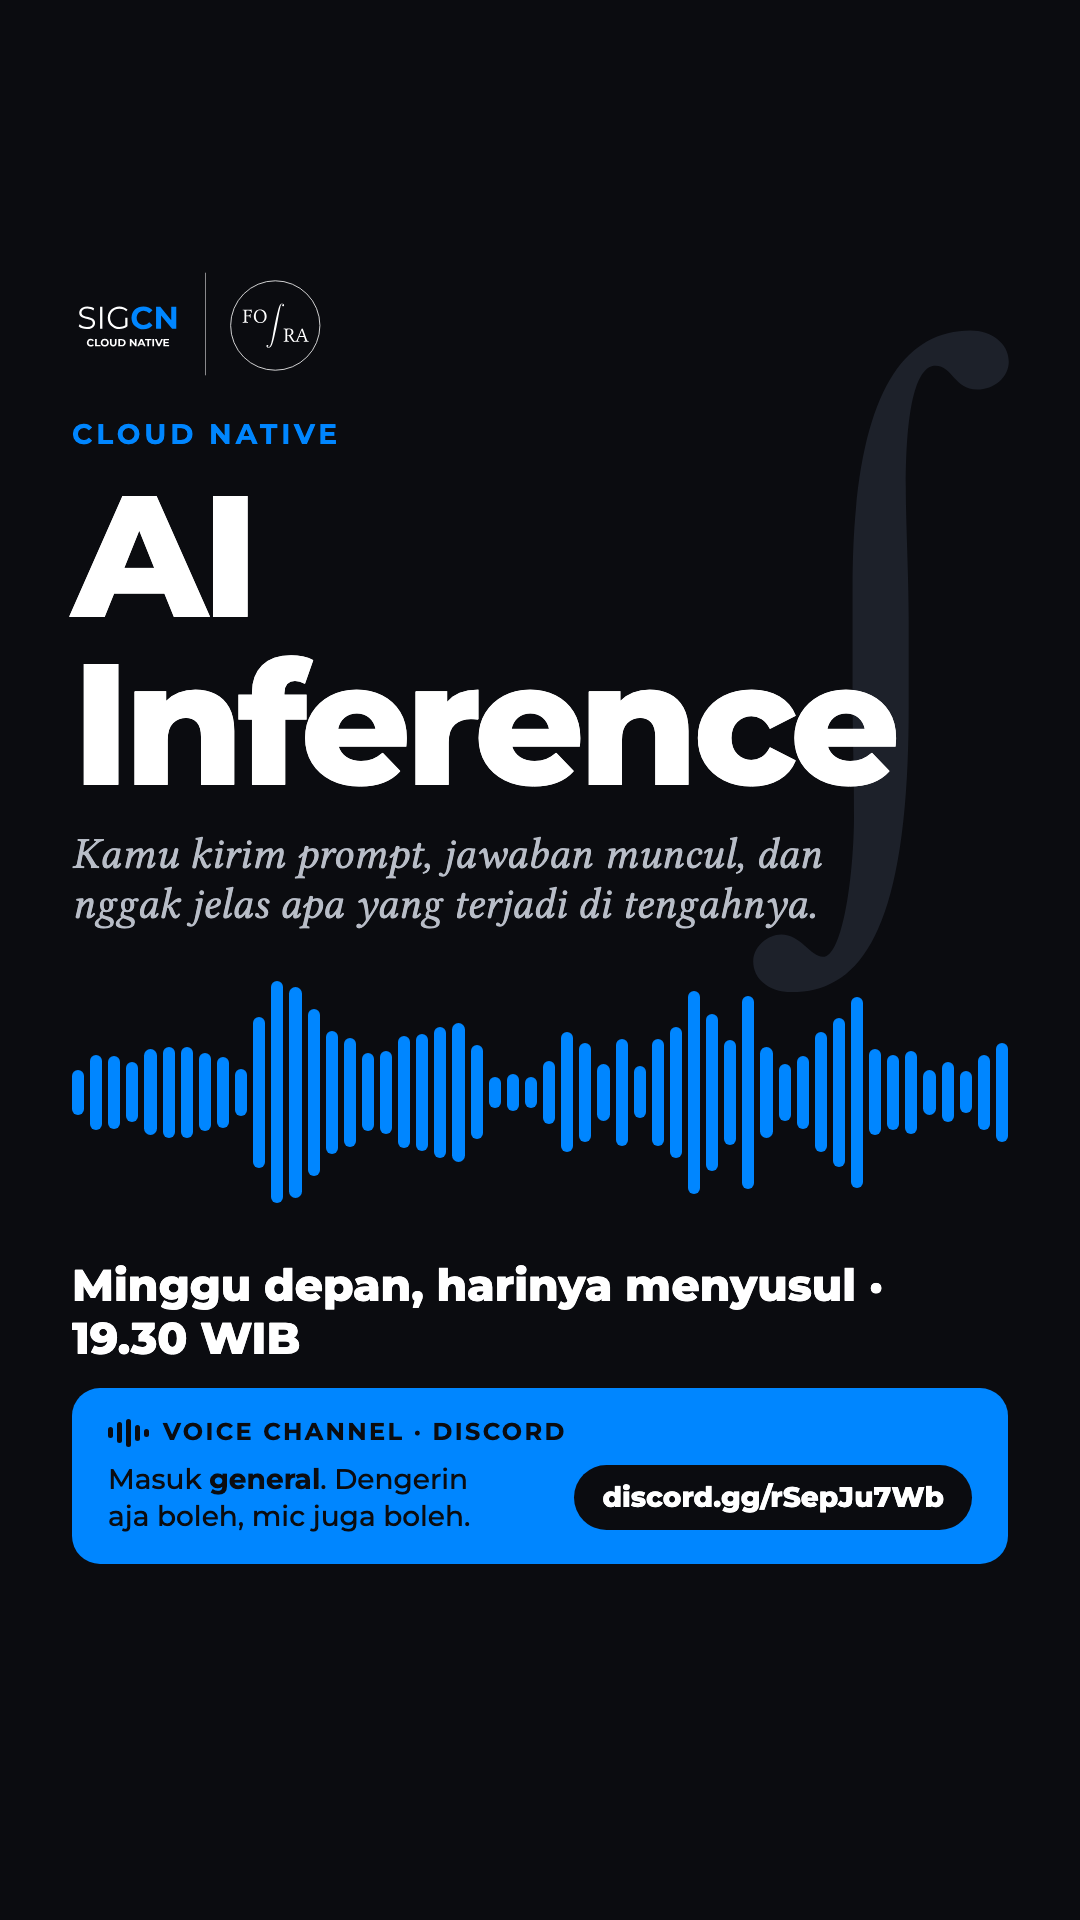 SIGCN
CLOUD NATIVE
FO∫RA
CLOUD NATIVE
AI
Inference
Kamu kirim prompt, jawaban muncul, dan
nggak jelas apa yang terjadi di tengahnya.
Minggu depan, harinya menyusul ·
19.30 WIB
VOICE CHANNEL · DISCORD
Masuk general. Dengerin
aja boleh, mic juga boleh.
discord.gg/rSepJu7Wb